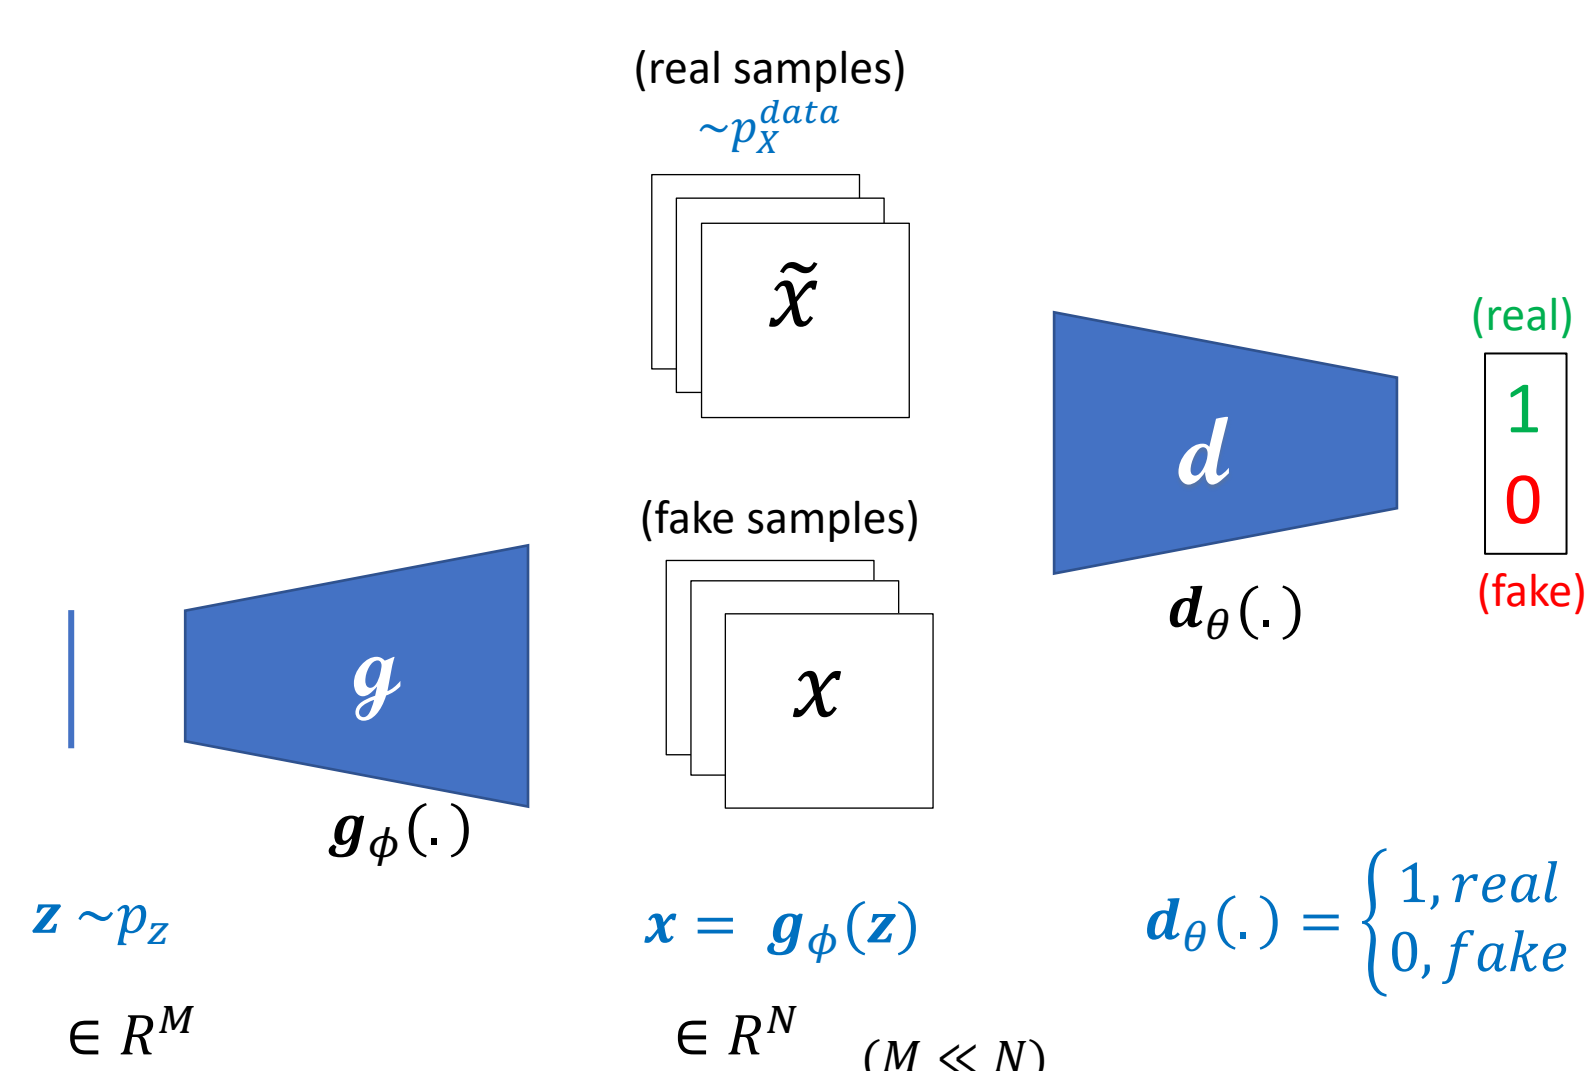 (real samples)
~p_X^data
x̃
(real)
1
0
(fake)
d
d_θ(.)
(fake samples)
x
g
g_ϕ(.)
z ~p_z
x = g_ϕ(z)
d_θ(.) = { 1, real
0, fake
∈ R^M
∈ R^N
(M ≪ N)